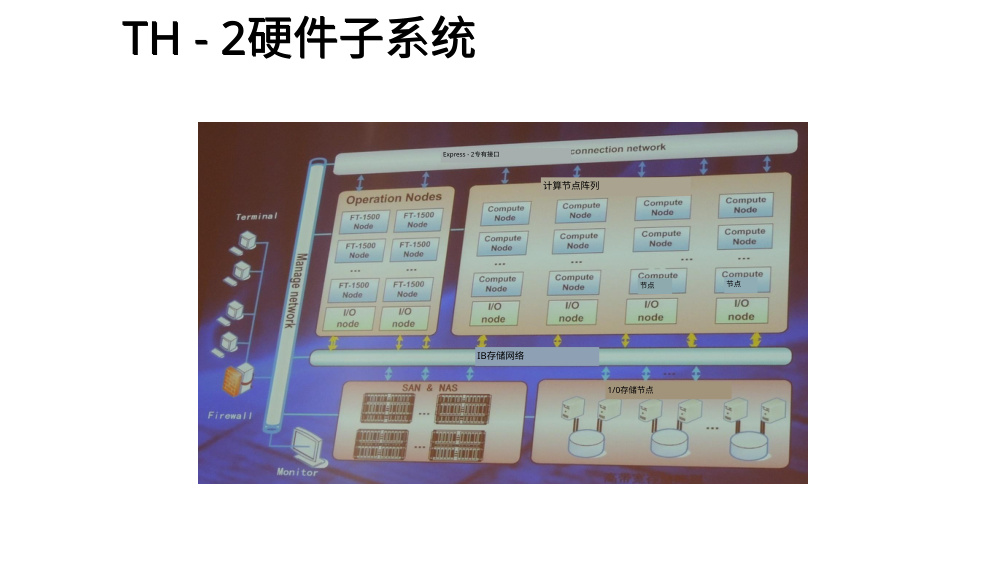 TH - 2硬件子系统
Express - 2专有接口
connection network
计算节点阵列
Operation Nodes
FT-1500
Node
FT-1500
Node
Compute
Node
Compute
Node
Compute
Node
Compute
Node
Terminal
FT-1500
Node
FT-1500
Node
Compute
Node
Compute
Node
Compute
Node
Compute
Node
...
...
...
...
...
...
Manage network
FT-1500
Node
FT-1500
Node
Compute
Node
Compute
Node
Compute
节点
Compute
节点
I/O
node
I/O
node
I/O
node
I/O
node
I/O
node
I/O
node
IB存储网络
...
SAN & NAS
1/0存储节点
...
...
...
Firewall
Monitor